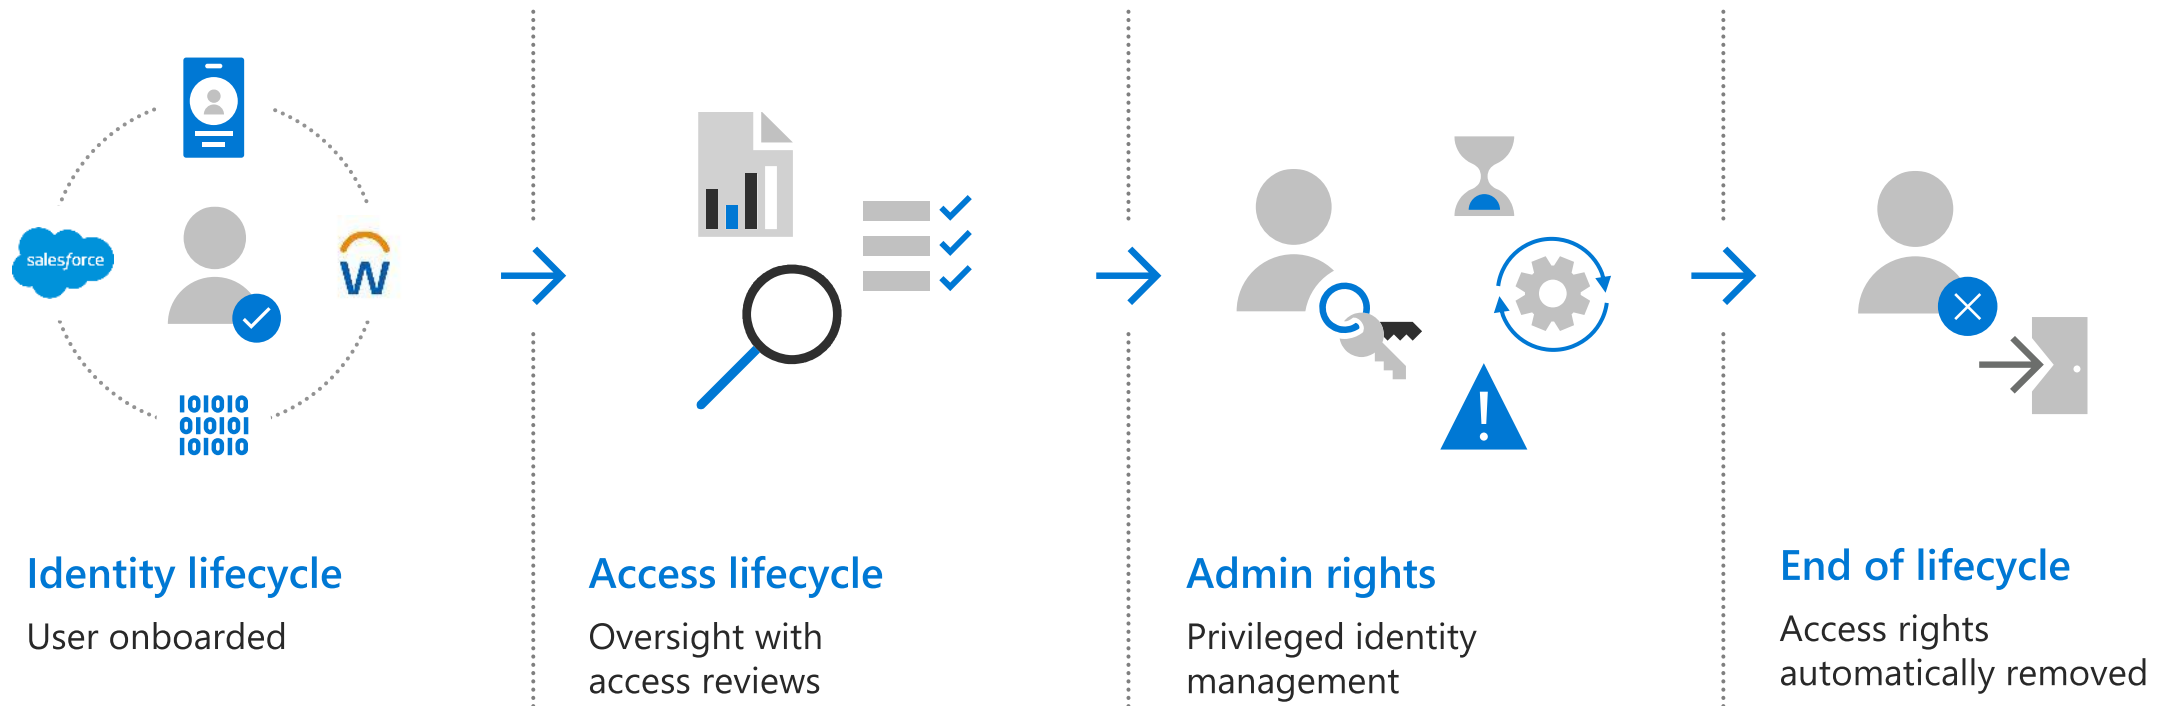 salesforce
W
101010
010101
101010
Identity lifecycle
User onboarded
Access lifecycle
Oversight with
access reviews
Admin rights
Privileged identity
management
End of lifecycle
Access rights
automatically removed